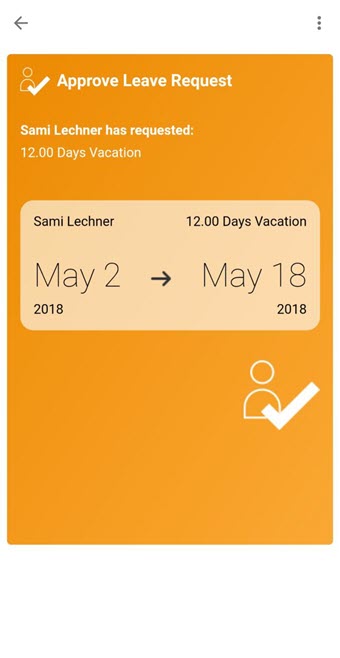 Approve Leave Request
Sami Lechner has requested:
12.00 Days Vacation
Sami Lechner 12.00 Days Vacation
May 2 → May 18
2018 2018